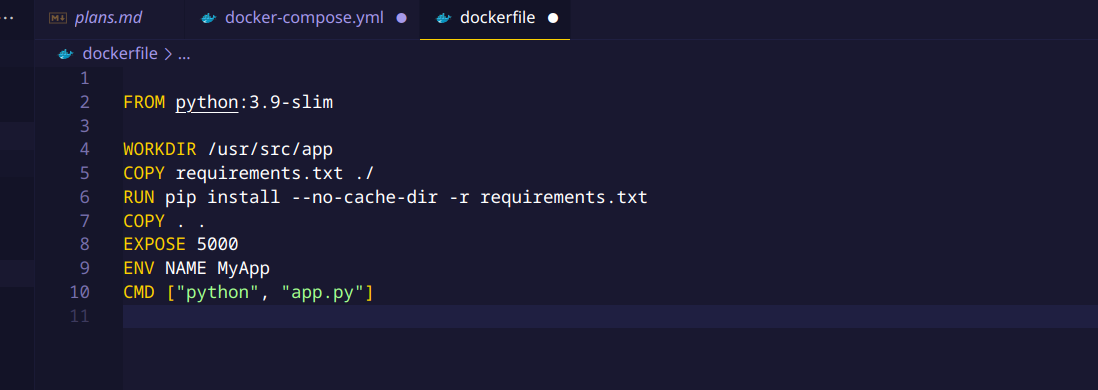 ... plans.md docker-compose.yml dockerfile
dockerfile > ...
1
2 FROM python:3.9-slim
3
4 WORKDIR /usr/src/app
5 COPY requirements.txt ./
6 RUN pip install --no-cache-dir -r requirements.txt
7 COPY . .
8 EXPOSE 5000
9 ENV NAME MyApp
10 CMD ["python", "app.py"]
11